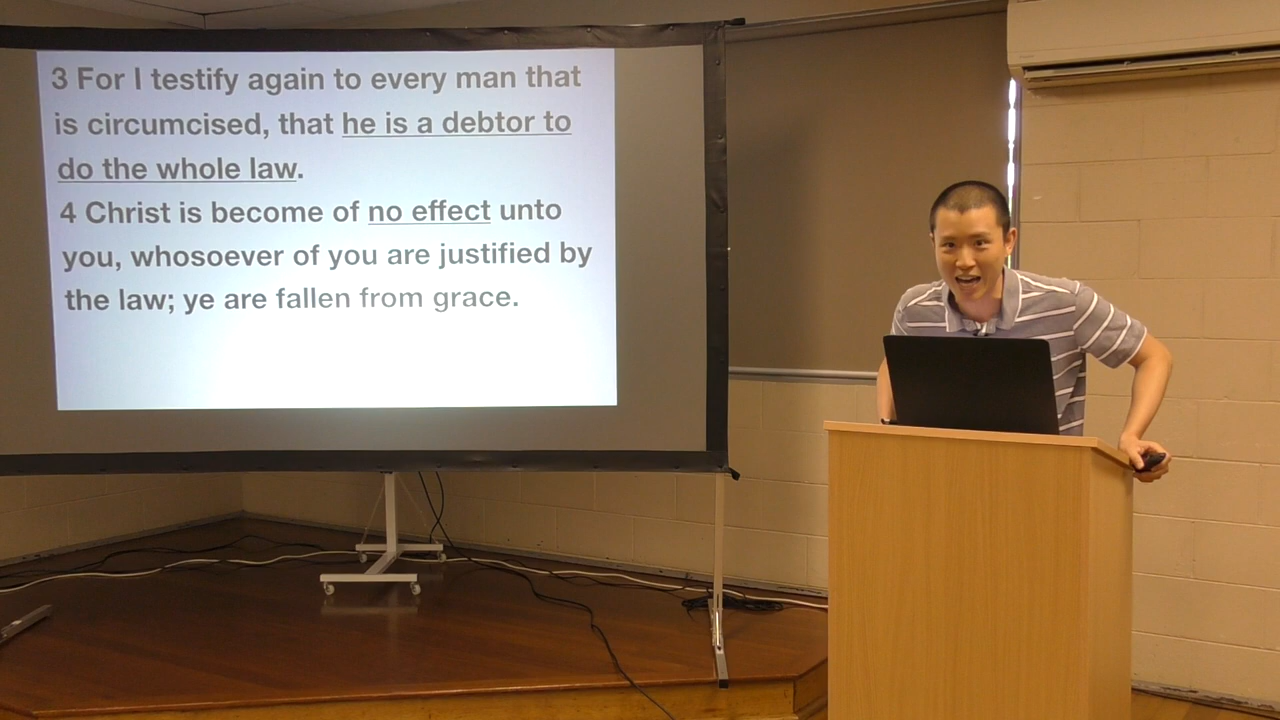 3 For I testify again to every man that
is circumcised, that he is a debtor to
do the whole law.
4 Christ is become of no effect unto
you, whosoever of you are justified by
the law; ye are fallen from grace.